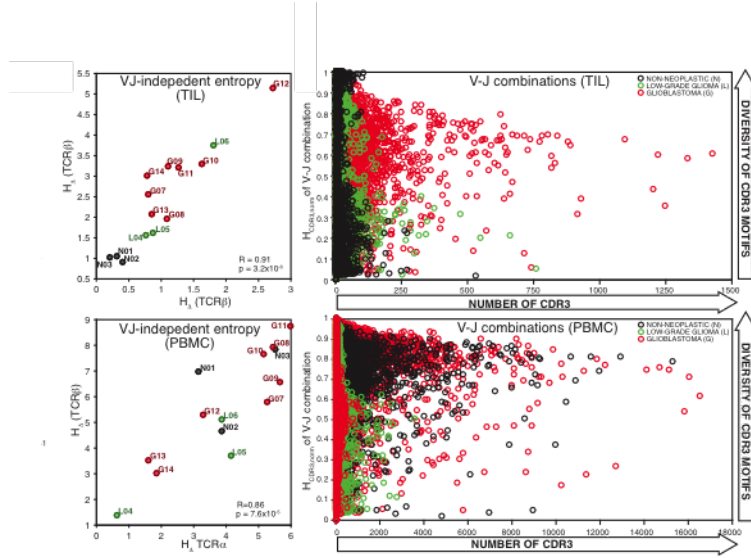 VJ-indepedent entropy
(TIL)
5.5
5
4.5
4
3.5
3
2.5
2
1.5
1
0.5
0
0.5
1
1.5
2
2.5
3
G12
L06
G09
G10
G11
G14
G07
G13
G08
L05
L04
N01
N02
N03
R = 0.91
H (TCRβ)
H (TCRβ)
V-J combinations (TIL)
NON-NEOPLASTIC (N)
LOW-GRADE GLIOMA (L)
GLIOBLASTOMA (G)
1
0.9
0.8
0.7
0.6
0.5
0.4
0.3
0.2
0.1
0
0
250
500
750
1000
1250
1500
of V-J combination
NUMBER OF CDR3
DIVERSITY OF CDR3 MOTIFS
VJ-indepedent entropy
PBMC)
9
8
7
6
5
4
3
2
1
0
1
2
3
4
5
6
G11
G08
G10
N03
N01
G09
G07
G12
L06
N02
L05
G13
G14
L04
R=0.86
H (TCRβ)
H TCRα
V-J combinations (PBMC)
NON-NEOPLASTIC (N)
LOW-GRADE GLIOMA (L)
GLIOBLASTOMA (G)
1
0.9
0.8
0.7
0.6
0.5
0.4
0.3
0.2
0.1
0
0
2000
4000
6000
8000
10000
12000
14000
16000
18000
of V-J combination
NUMBER OF CDR3
DIVERSITY OF CDR3 MOTIFS